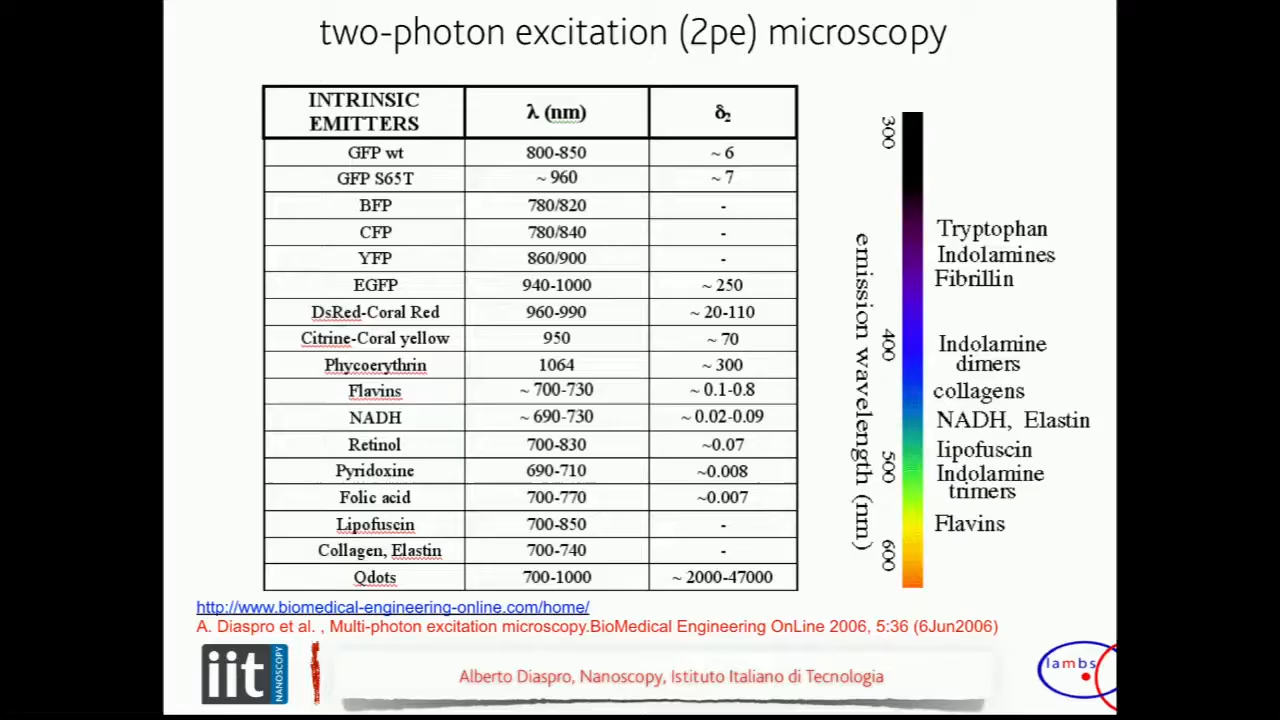 two-photon excitation (2pe) microscopy
INTRINSIC EMITTERS λ (nm) δ₂
GFP wt 800-850 ~ 6
GFP S65T ~ 960 ~ 7
BFP 780/820 -
CFP 780/840 -
YFP 860/900 -
EGFP 940-1000 ~ 250
DsRed-Coral Red 960-990 ~ 20-110
Citrine-Coral yellow 950 ~ 70
Phycoerythrin 1064 ~ 300
Flavins ~ 700-730 ~ 0.1-0.8
NADH ~ 690-730 ~ 0.02-0.09
Retinol 700-830 ~0.07
Pyridoxine 690-710 ~0.008
Folic acid 700-770 ~0.007
Lipofuscin 700-850 -
Collagen, Elastin 700-740 -
Qdots 700-1000 ~ 2000-47000
emission wavelength (nm)
300
400
500
600
Tryptophan
Indolamines
Fibrillin
Indolamine
dimers
collagens
NADH, Elastin
lipofuscin
Indolamine
trimers
Flavins
http://www.biomedical-engineering-online.com/home/
A. Diaspro et al. , Multi-photon excitation microscopy.BioMedical Engineering OnLine 2006, 5:36 (6Jun2006)
iit NANOSCOPY
Alberto Diaspro, Nanoscopy, Istituto Italiano di Tecnologia
lambs